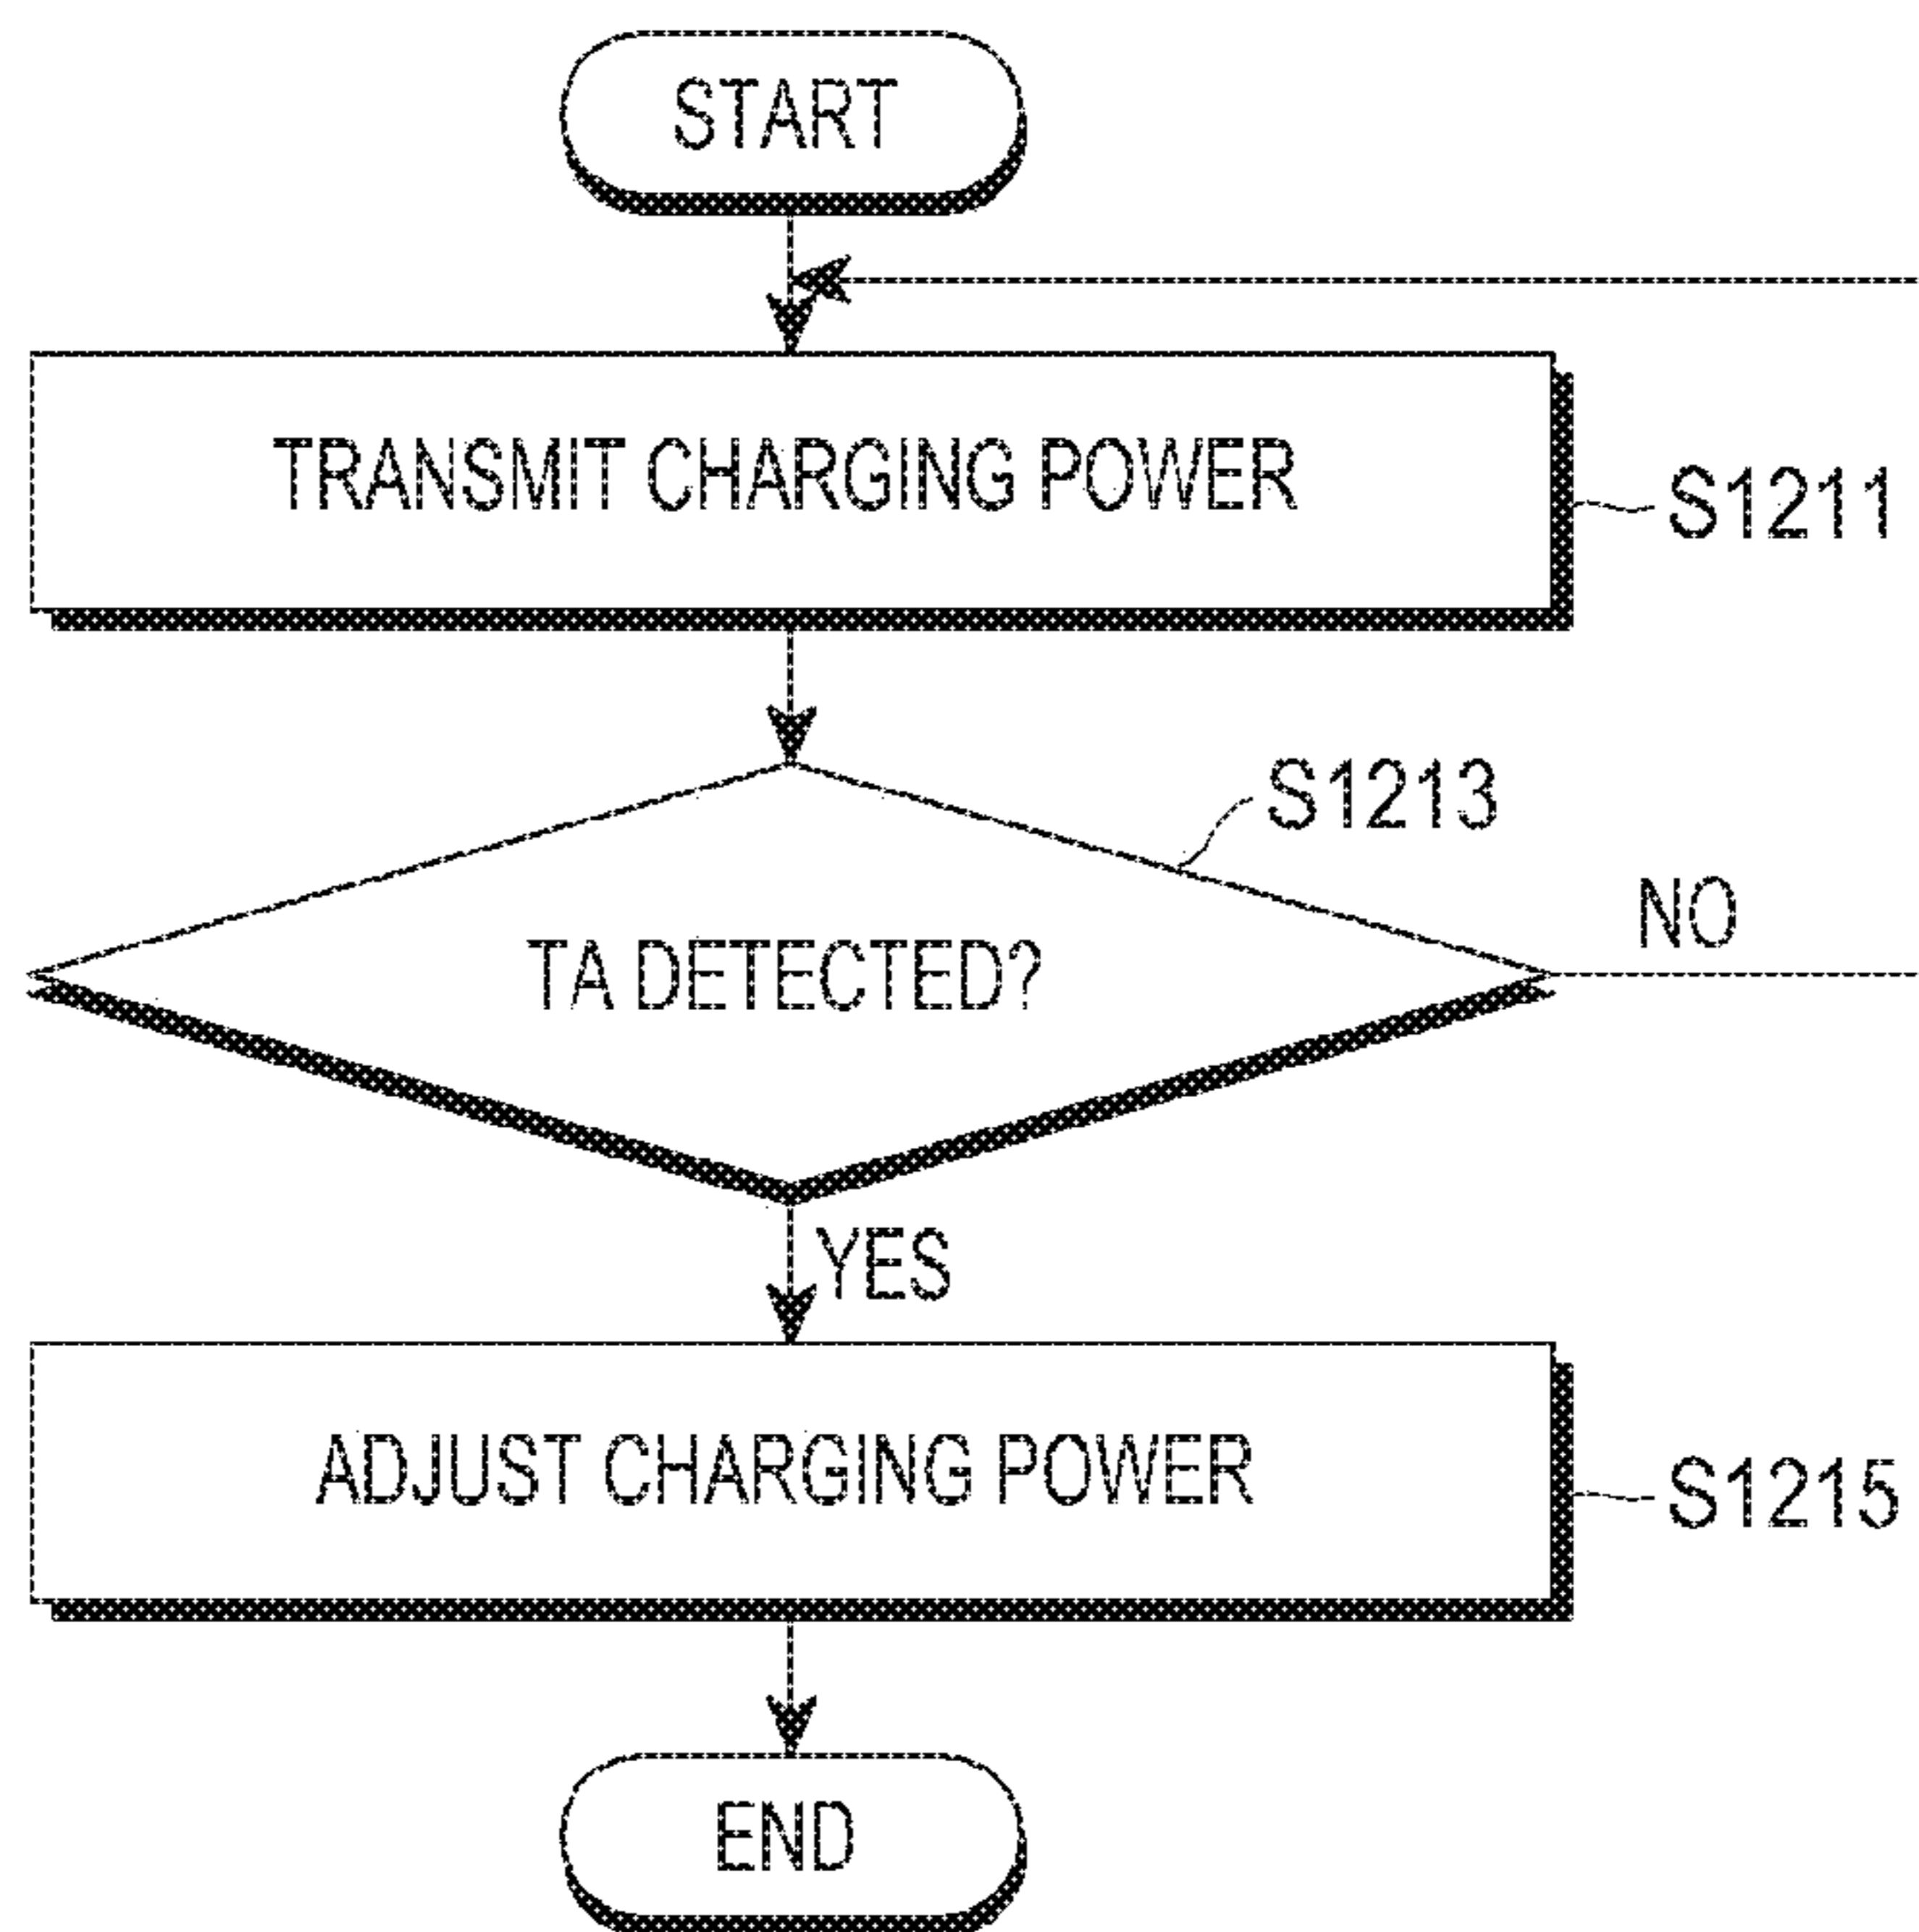 START
TRANSMIT CHARGING POWER
S1211
S1213
NO
TA DETECTED?
YES
ADJUST CHARGING POWER
S1215
END